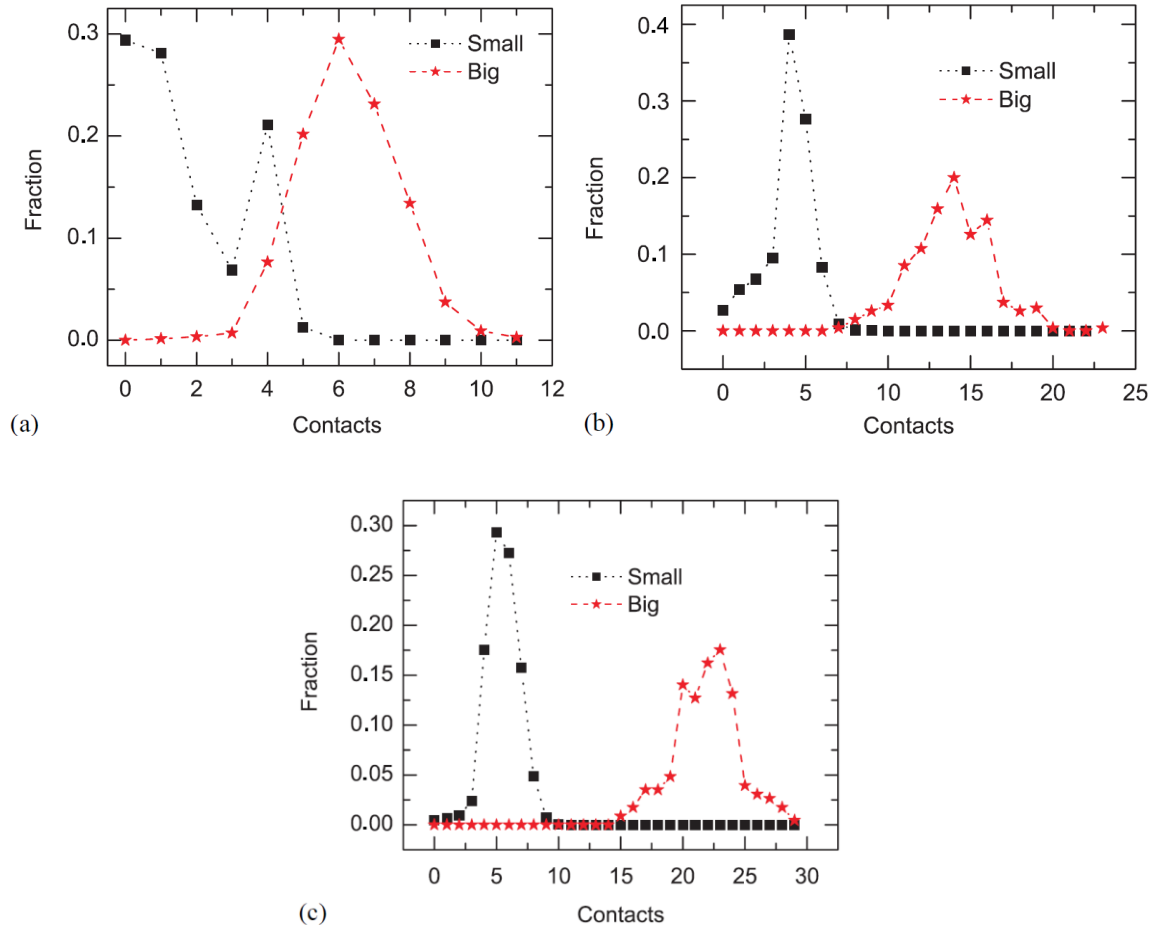 Small
Big
0.3
0.2
0.1
0.0
Fraction
0 2 4 6 8 10 12
Contacts
(a)
Small
Big
0.4
0.3
0.2
0.1
0.0
Fraction
0 5 10 15 20 25
Contacts
(b)
Small
Big
0.30
0.25
0.20
0.15
0.10
0.05
0.00
Fraction
0 5 10 15 20 25 30
Contacts
(c)